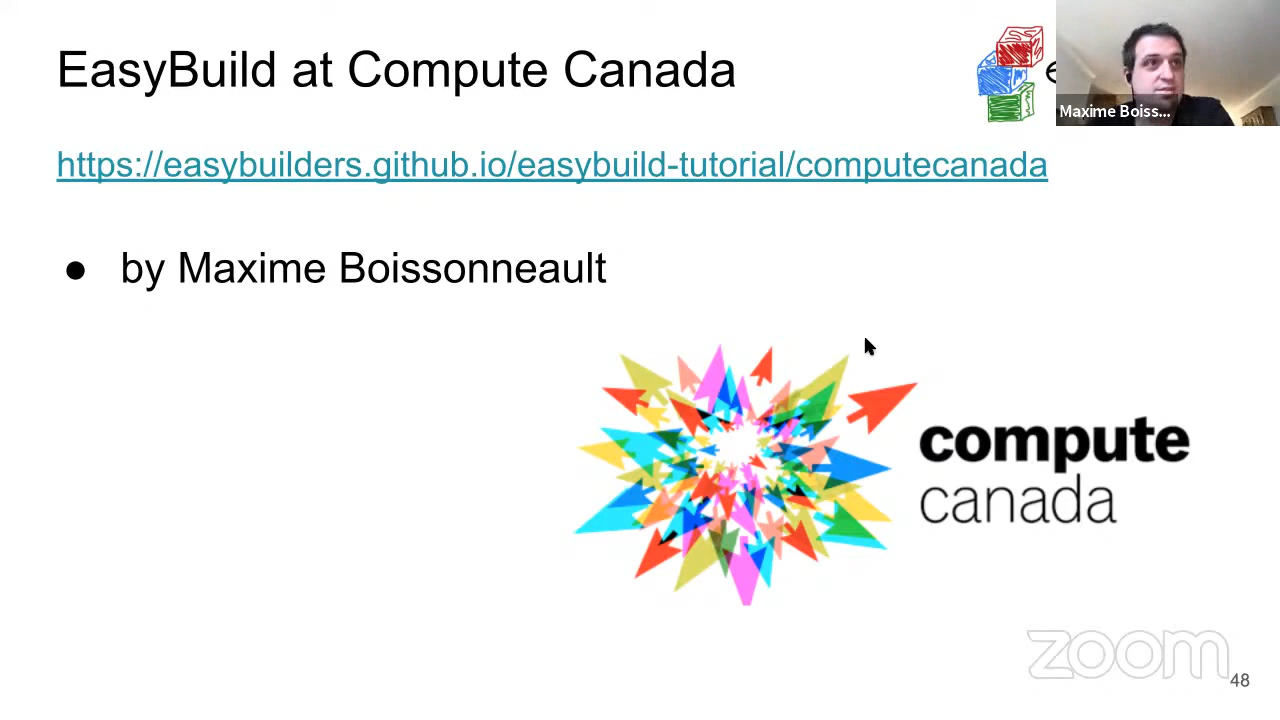 EasyBuild at Compute Canada
e
Maxime Boiss...
https://easybuilders.github.io/easybuild-tutorial/computecanada
● by Maxime Boissonneault
compute
canada
zoom
48